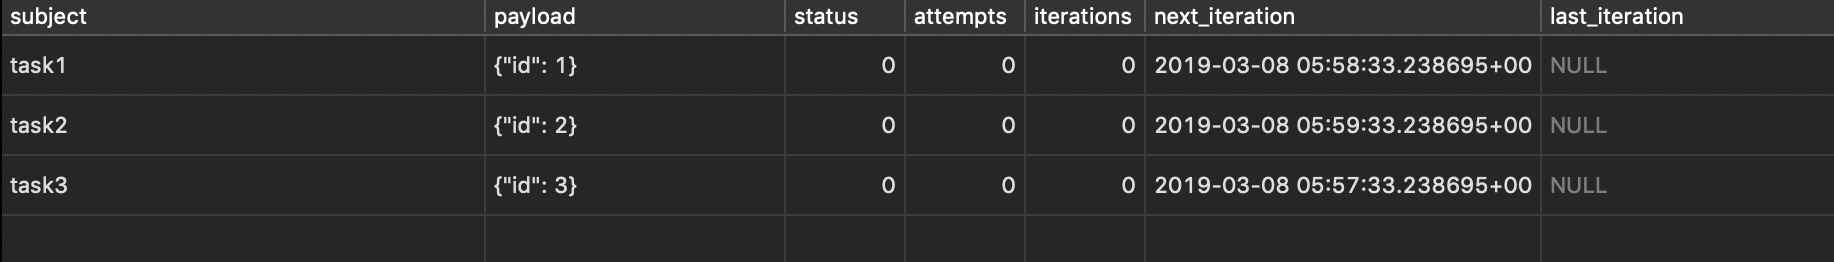 subject payload status attempts iterations next_iteration last_iteration
task1 {"id": 1} 0 0 0 2019-03-08 05:58:33.238695+00 NULL
task2 {"id": 2} 0 0 0 2019-03-08 05:59:33.238695+00 NULL
task3 {"id": 3} 0 0 0 2019-03-08 05:57:33.238695+00 NULL